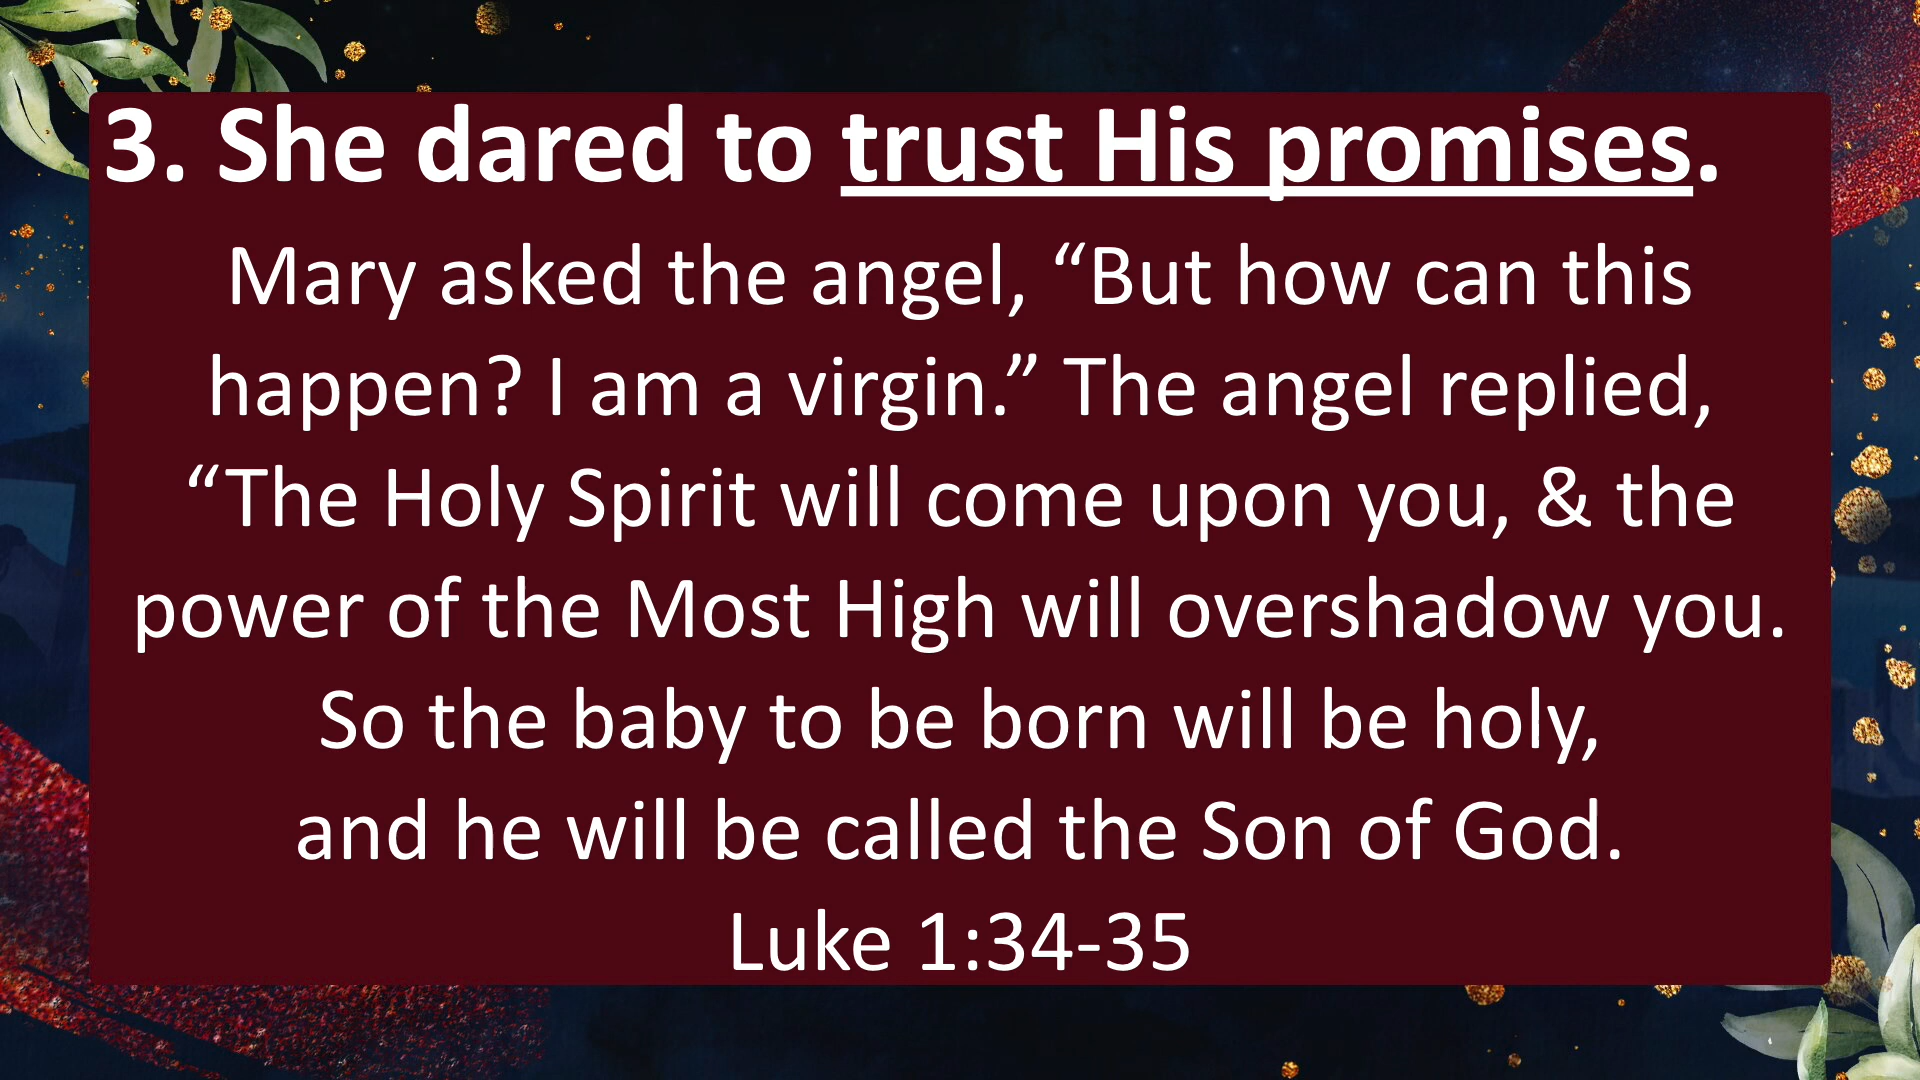 3. She dared to trust His promises.
Mary asked the angel, “But how can this
happen? I am a virgin.” The angel replied,
“The Holy Spirit will come upon you, & the
power of the Most High will overshadow you.
So the baby to be born will be holy,
and he will be called the Son of God.
Luke 1:34-35